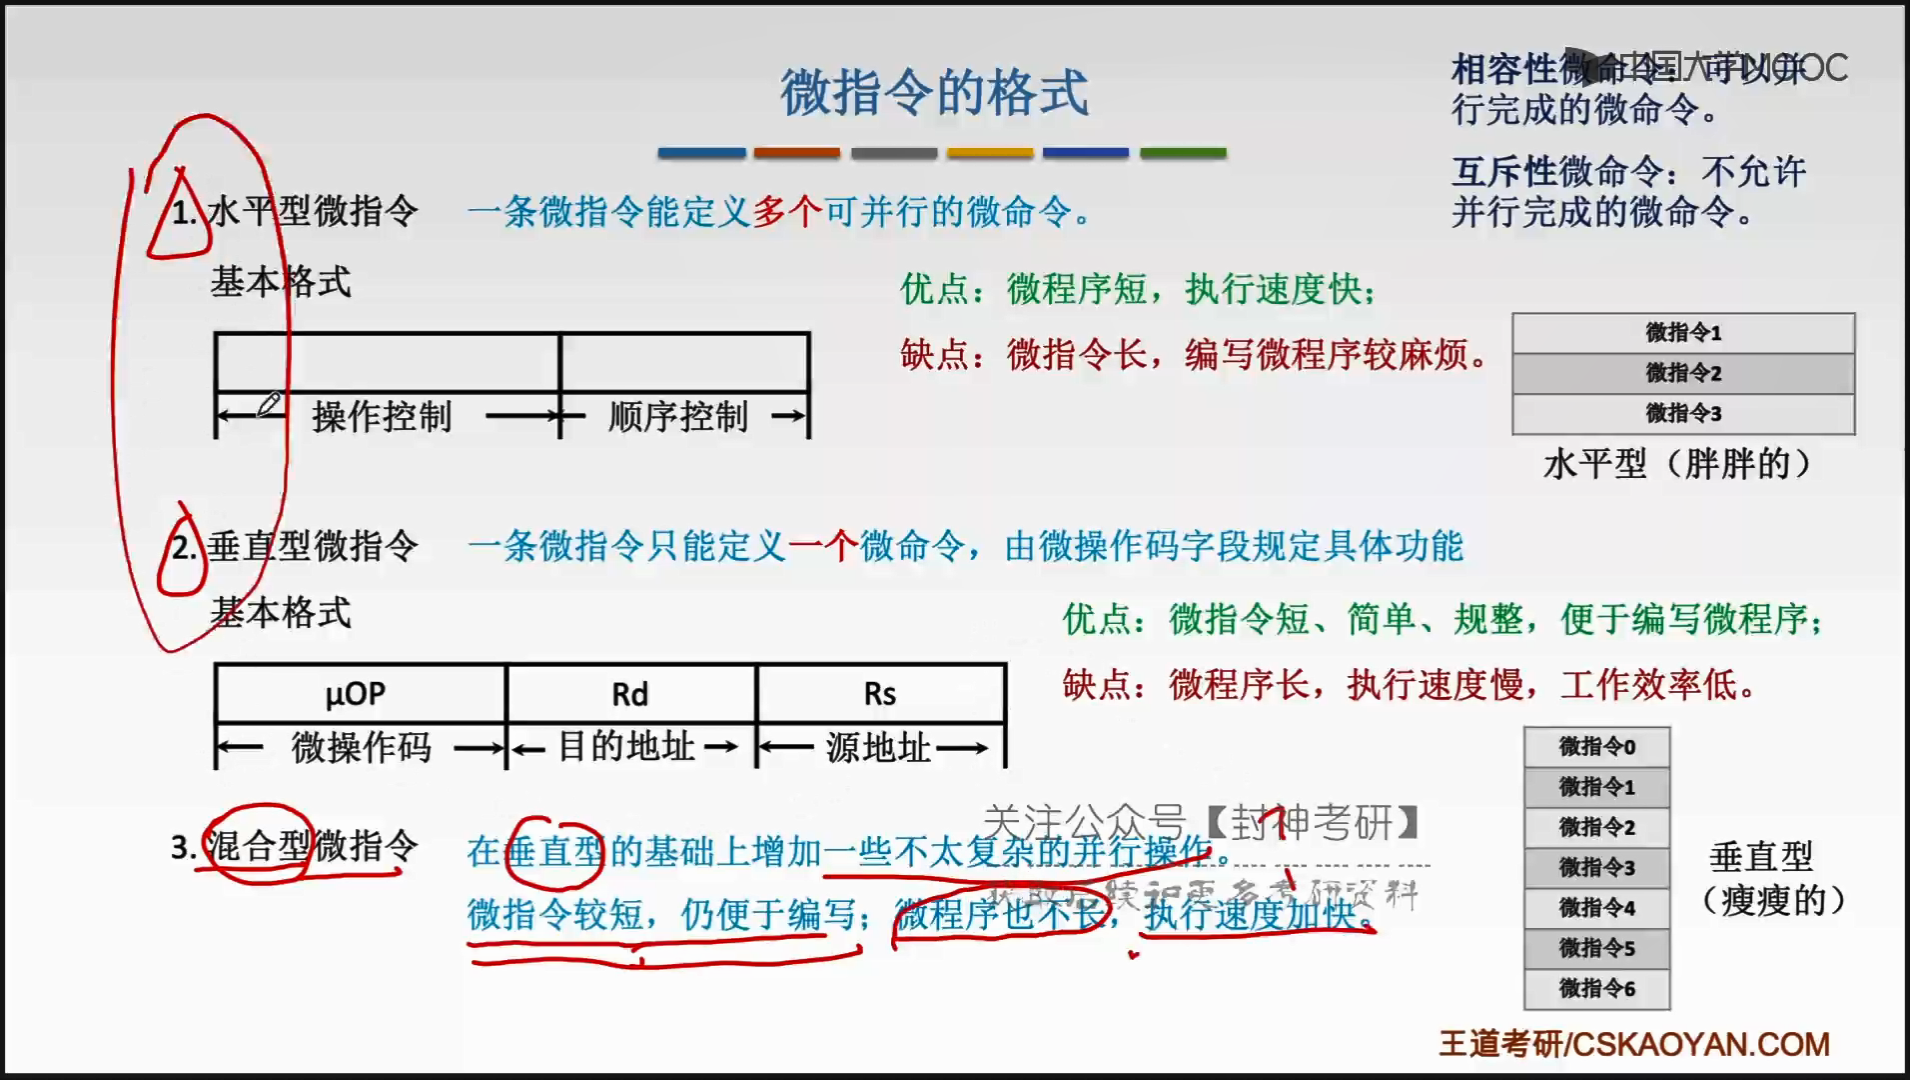 微指令的格式
中国大学MOOC
相容性微命令：可以并
行完成的微命令。
互斥性微命令：不允许
并行完成的微命令。
1. 水平型微指令 一条微指令能定义多个可并行的微命令。
基本格式
优点：微程序短，执行速度快；
缺点：微指令长，编写微程序较麻烦。
操作控制 顺序控制
微指令1
微指令2
微指令3
水平型（胖胖的）
2. 垂直型微指令 一条微指令只能定义一个微命令，由微操作码字段规定具体功能
基本格式
优点：微指令短、简单、规整，便于编写微程序；
缺点：微程序长，执行速度慢，工作效率低。
μOP Rd Rs
微操作码 目的地址 源地址
微指令0
微指令1
微指令2
微指令3
微指令4
微指令5
微指令6
垂直型
（瘦瘦的）
关注公众号【封神考研】
3. 混合型微指令 在垂直型的基础上增加一些不太复杂的并行操作。
获取后续和更多考研资料
微指令较短，仍便于编写；微程序也不长，执行速度加快。
王道考研/CSKAOYAN.COM